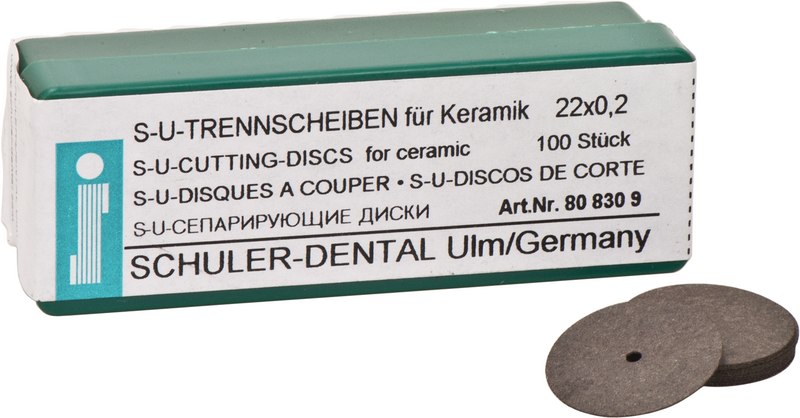 S-U-TRENNSCHEIBEN für Keramik 22x0,2
S-U-CUTTING-DISCS for ceramic 100 Stück
S-U-DISQUES A COUPER • S-U-DISCOS DE CORTE
S-U-СЕПАРИРУЮЩИЕ ДИСКИ Art.Nr. 80 830 9
SCHULER-DENTAL Ulm/Germany